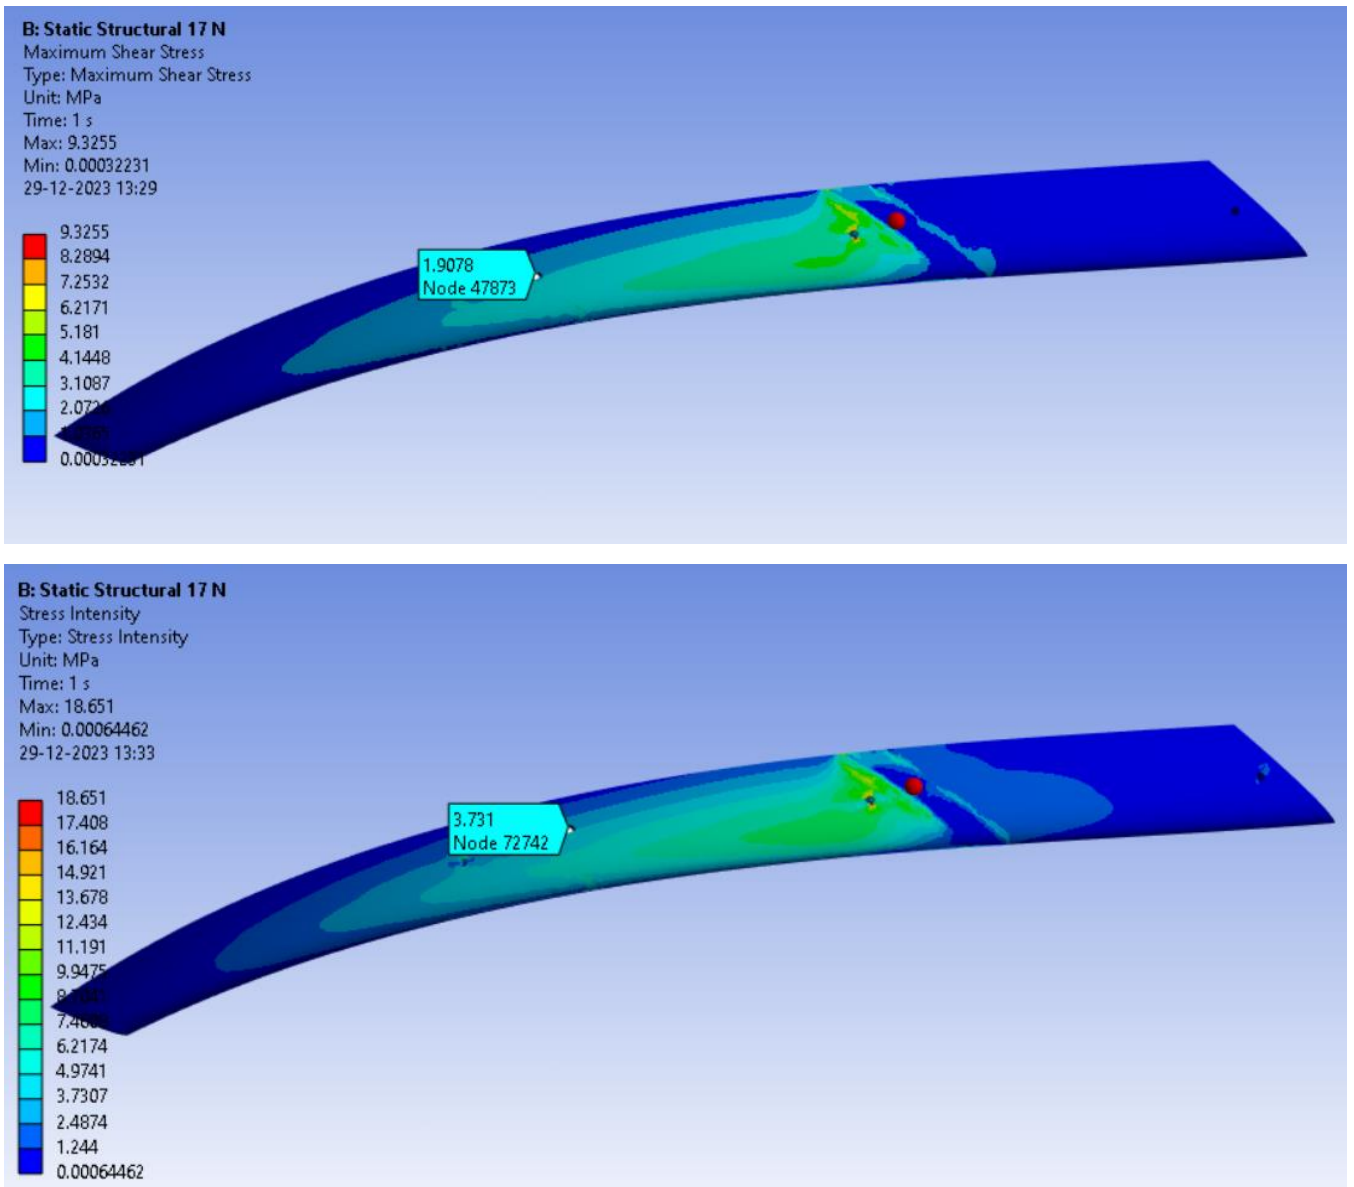 B: Static Structural 17 N
Maximum Shear Stress
Type: Maximum Shear Stress
Unit: MPa
Time: 1 s
Max: 9.3255
Min: 0.00032231
29-12-2023 13:29
9.3255
8.2894
7.2532
6.2171
5.181
4.1448
3.1087
0.00032231
1.9078
Node 47873
B: Static Structural 17 N
Stress Intensity
Type: Stress Intensity
Unit: MPa
Time: 1 s
Max: 18.651
Min: 0.00064462
29-12-2023 13:33
18.651
17.408
16.164
14.921
13.678
12.434
11.191
9.9475
6.2174
4.9741
3.7307
2.4874
1.244
0.00064462
3.731
Node 72742